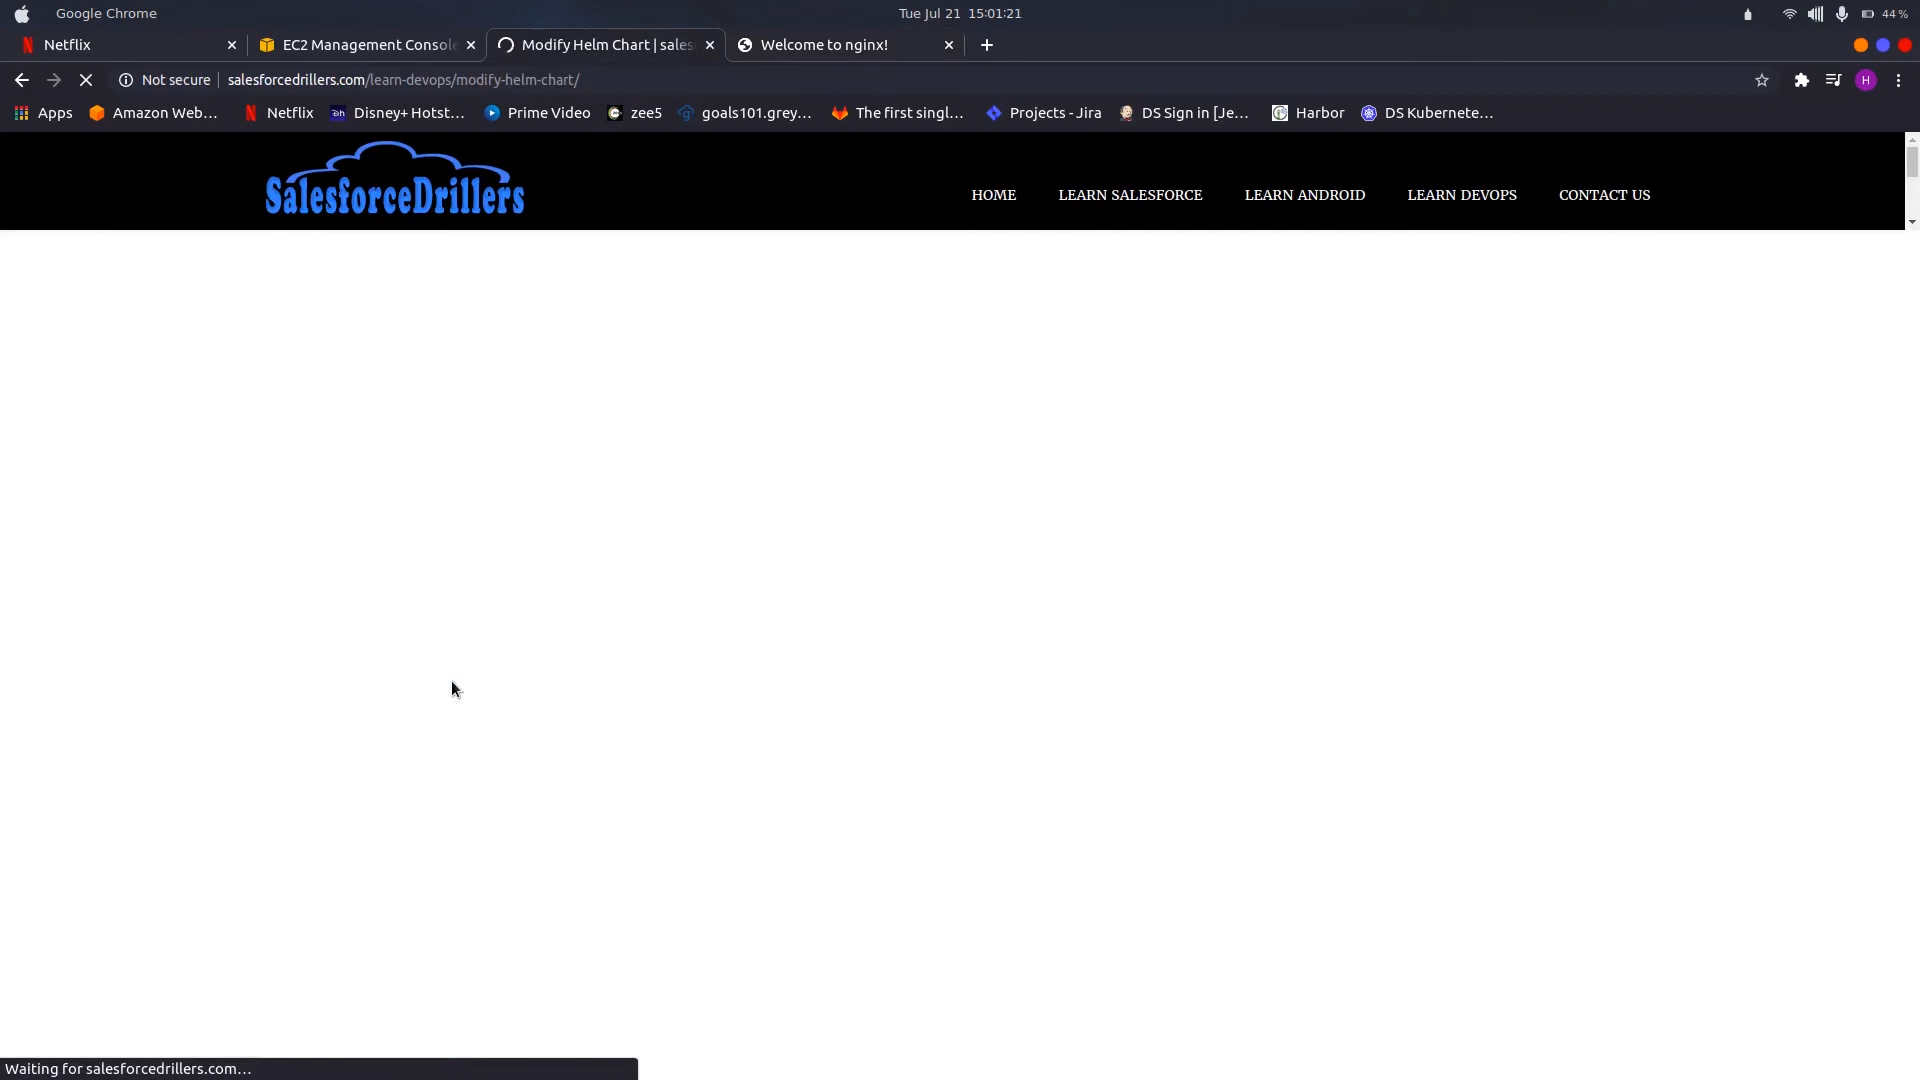 Google Chrome Tue Jul 21 15:01:21 44 %
Netflix EC2 Management Console Modify Helm Chart | sales Welcome to nginx!
Not secure salesforcedrillers.com/learn-devops/modify-helm-chart/ H
Apps Amazon Web... Netflix Disney+ Hotst... Prime Video zee5 goals101.grey... The first singl... Projects - Jira DS Sign in [Je... Harbor DS Kubernete...
SalesforceDrillers HOME LEARN SALESFORCE LEARN ANDROID LEARN DEVOPS CONTACT US
Waiting for salesforcedrillers.com...